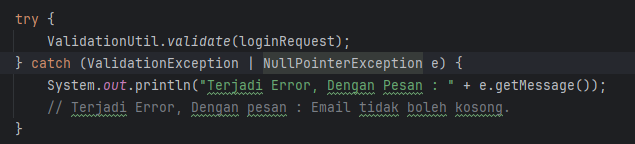 try {
    ValidationUtil.validate(loginRequest);
} catch (ValidationException | NullPointerException e) {
    System.out.println("Terjadi Error, Dengan Pesan : " + e.getMessage());
    // Terjadi Error, Dengan pesan : Email tidak boleh kosong.
}